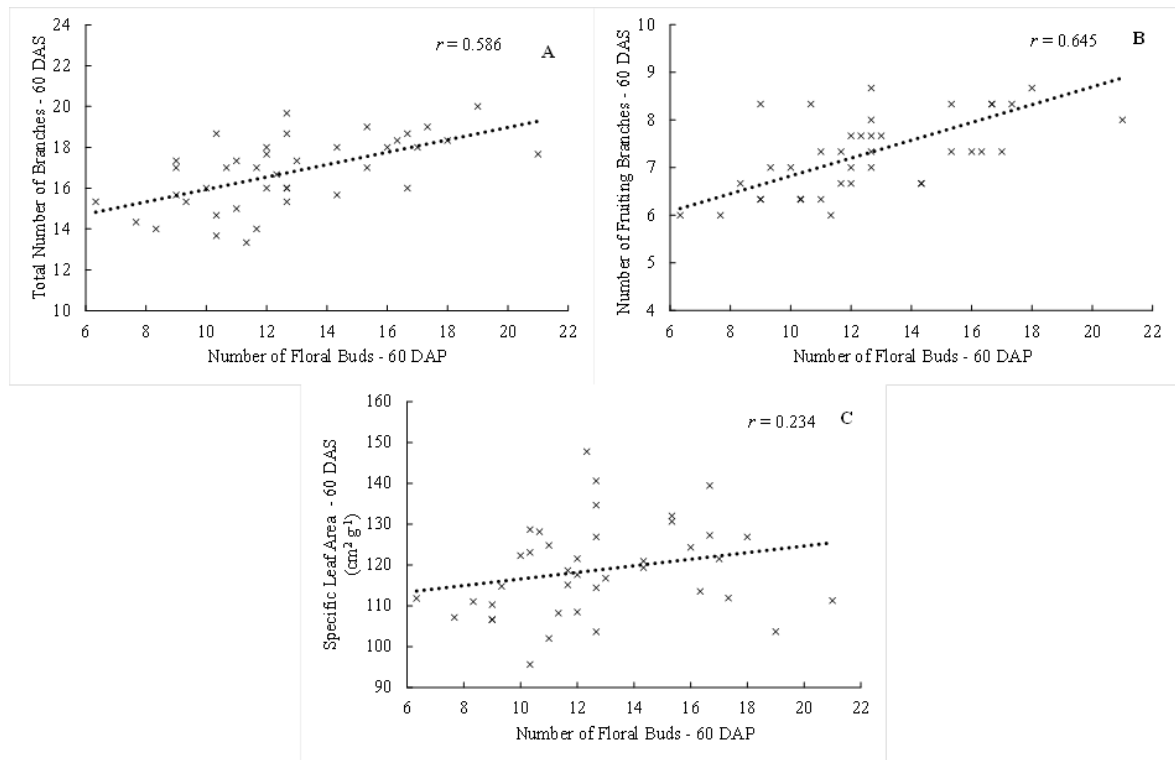 r = 0.586
A
24
22
20
18
16
14
12
10
6 8 10 12 14 16 18 20 22
Total Number of Branches - 60 DAS
Number of Floral Buds - 60 DAP
r = 0.645
B
10
9
8
7
6
5
4
6 8 10 12 14 16 18 20 22
Number of Fruiting Branches - 60 DAS
Number of Floral Buds - 60 DAP
r = 0.234
C
160
150
140
130
120
110
100
90
6 8 10 12 14 16 18 20 22
Specific Leaf Area - 60 DAS
(cm² g⁻¹)
Number of Floral Buds - 60 DAP